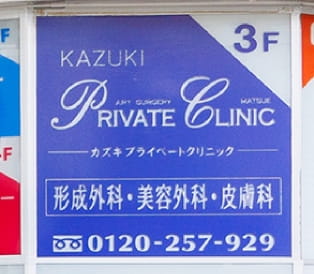 3F
KAZUKI
ART SURGERY MATSUE
PRIVATE CLINIC
カズキプライベートクリニック
形成外科・美容外科・皮膚科
0120-257-929
F
F